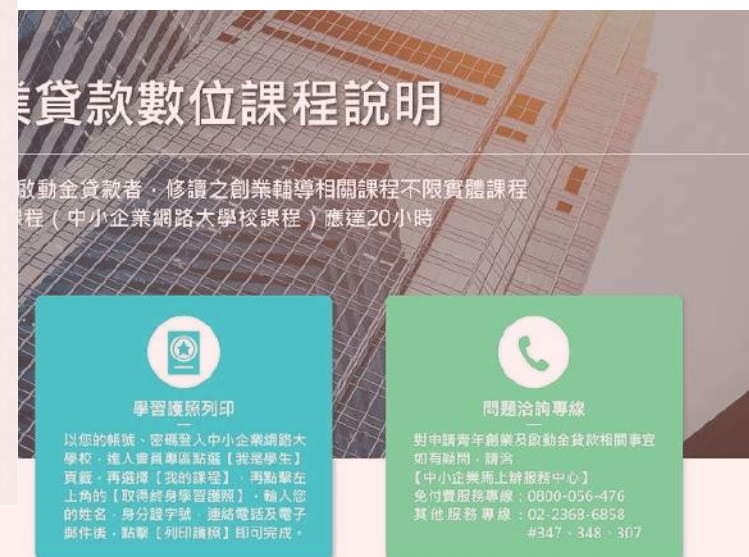 業貸款數位課程說明
啟動金貸款者，修讀之創業輔導相關課程不限實體課程
課程（中小企業網路大學校課程）應達20小時
學習護照列印
以您的帳號、密碼登入中小企業網路大
學校，進入會員專區點選【我是學生】
頁籤，再選擇【我的課程】，再點擊左
上角的【取得終身學習護照】，輸入您
的姓名、身分證字號、連絡電話及電子
郵件後，點擊【列印護照】即可完成。
問題洽詢專線
對申請青年創業及啟動金貸款相關事宜
如有疑問，請洽
【中小企業馬上辦服務中心】
免付費服務專線：0800-056-476
其他服務專線：02-2368-6858
#347、348、307